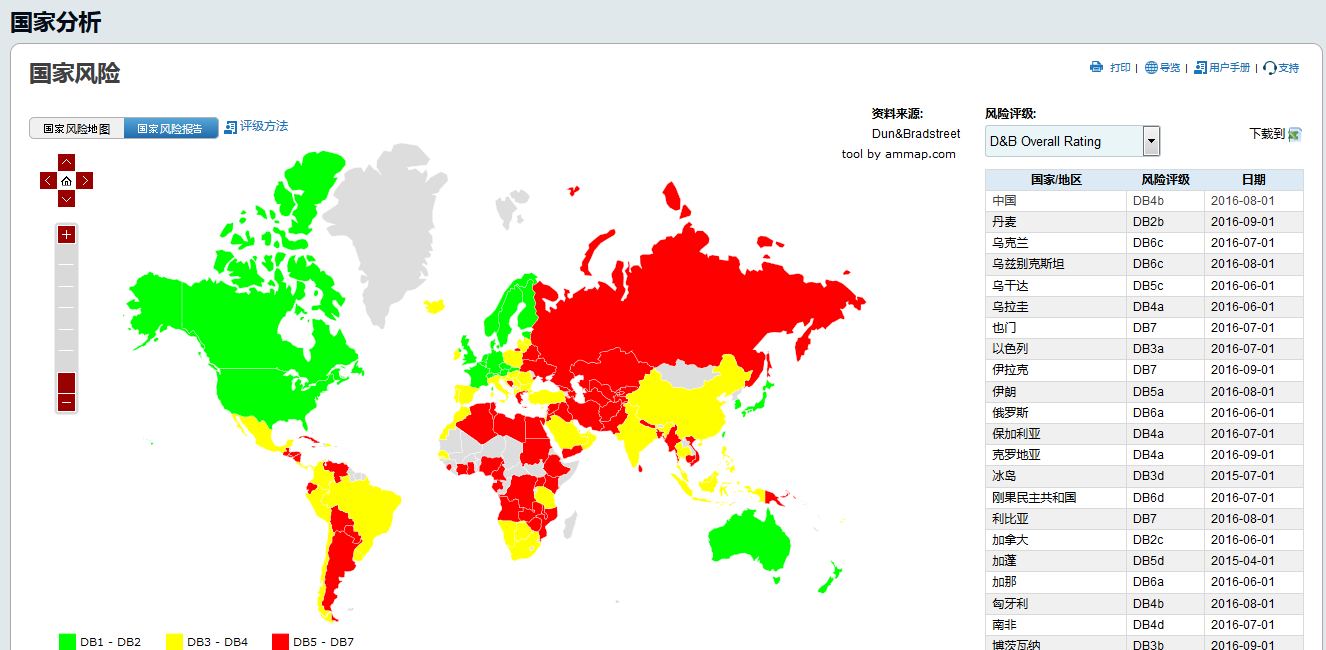 国家分析
国家风险
打印 | 导览 | 用户手册 | 支持
国家风险地图 国家风险报告 评级方法
资料来源:
Dun&Bradstreet
tool by ammap.com
风险评级:
D&B Overall Rating
下载到
国家/地区 风险评级 日期
中国 DB4b 2016-08-01
丹麦 DB2b 2016-09-01
乌克兰 DB6c 2016-07-01
乌兹别克斯坦 DB6c 2016-08-01
乌干达 DB5c 2016-06-01
乌拉圭 DB4a 2016-06-01
也门 DB7 2016-07-01
以色列 DB3a 2016-07-01
伊拉克 DB7 2016-09-01
伊朗 DB5a 2016-08-01
俄罗斯 DB6a 2016-06-01
保加利亚 DB4a 2016-06-01
克罗地亚 DB4a 2016-09-01
冰岛 DB3d 2015-07-01
刚果民主共和国 DB6d 2016-07-01
利比亚 DB7 2016-08-01
加拿大 DB2c 2016-06-01
加蓬 DB5d 2015-04-01
加那 DB6a 2016-06-01
匈牙利 DB4b 2016-08-01
南非 DB4d 2016-07-01
博茨瓦纳 DB3b 2016-09-01
DB1 - DB2 DB3 - DB4 DB5 - DB7